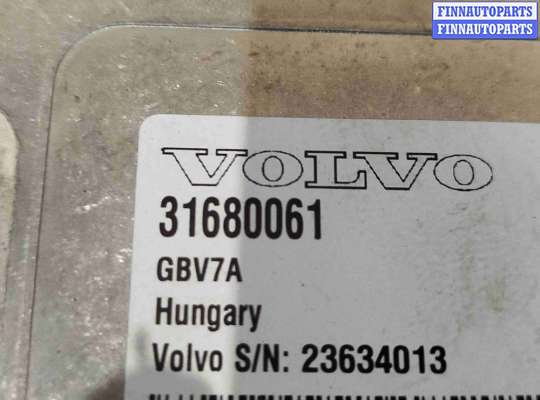 FINNAUTOPARTS
FINNAUTOPARTS
VOLVO
31680061
GBV7A
Hungary
Volvo S/N: 23634013